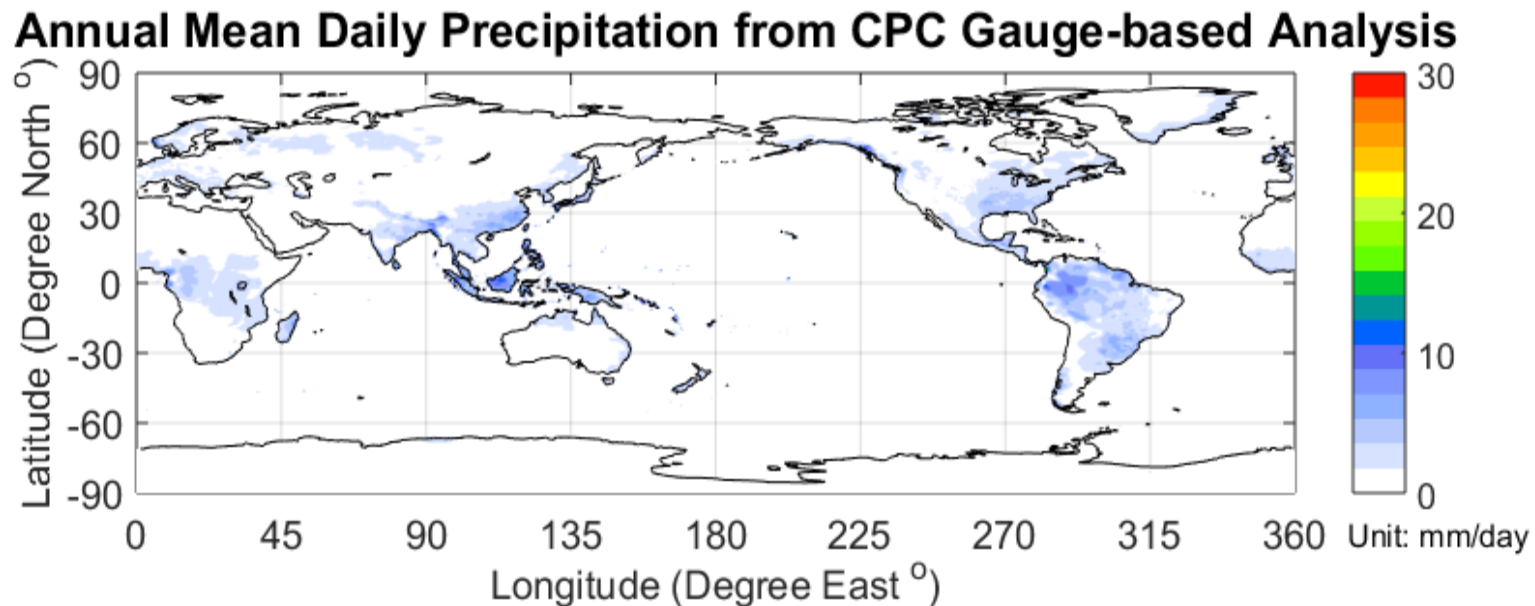 Annual Mean Daily Precipitation from CPC Gauge-based Analysis
Latitude (Degree North °)
90
60
30
0
-30
-60
-90
0 45 90 135 180 225 270 315 360
Longitude (Degree East °)
30
20
10
0
Unit: mm/day